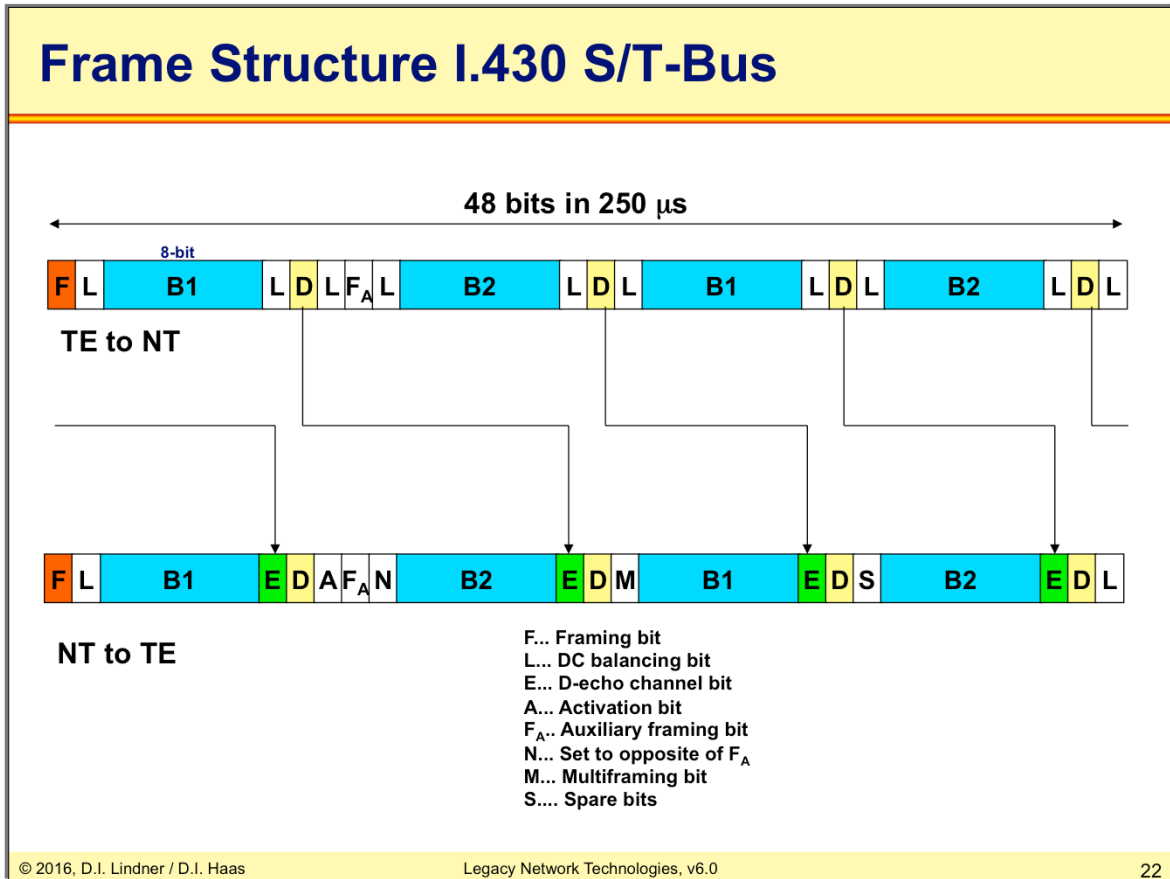 Frame Structure I.430 S/T-Bus
48 bits in 250 μs
8-bit
F L B1 L D L FA L B2 L D L B1 L D L B2 L D L
TE to NT
F L B1 E D A FA N B2 E D M B1 E D S B2 E D L
NT to TE
F... Framing bit
L... DC balancing bit
E... D-echo channel bit
A... Activation bit
FA.. Auxiliary framing bit
N... Set to opposite of FA
M... Multiframing bit
S.... Spare bits
© 2016, D.I. Lindner / D.I. Haas Legacy Network Technologies, v6.0 22